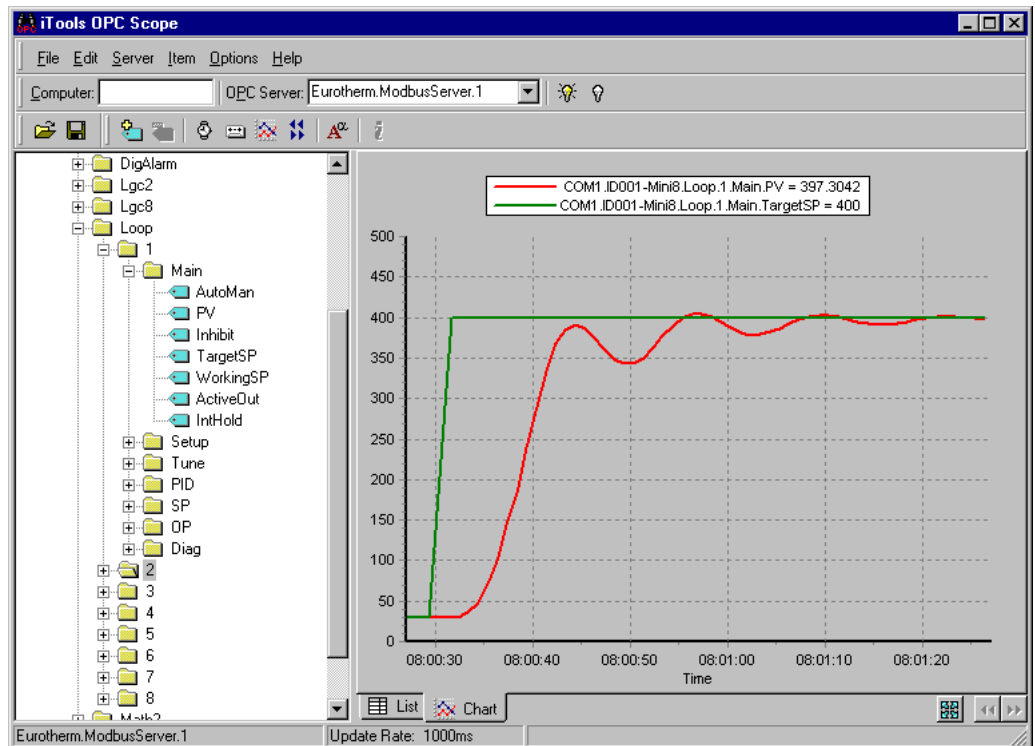 iTools OPC Scope
File Edit Server Item Options Help
Computer: OPC Server: Eurotherm.ModbusServer.1
DigAlarm
Lgc2
Lgc8
Loop
1
Main
AutoMan
PV
Inhibit
TargetSP
WorkingSP
ActiveOut
IntHold
Setup
Tune
PID
SP
OP
Diag
2
3
4
5
6
7
8
Math2
COM1.ID001-Mini8.Loop.1.Main.PV = 397.3042
COM1.ID001-Mini8.Loop.1.Main.TargetSP = 400
500
450
400
350
300
250
200
150
100
50
0
08:00:30 08:00:40 08:00:50 08:01:00 08:01:10 08:01:20
Time
List Chart
Eurotherm.ModbusServer.1 Update Rate: 1000ms